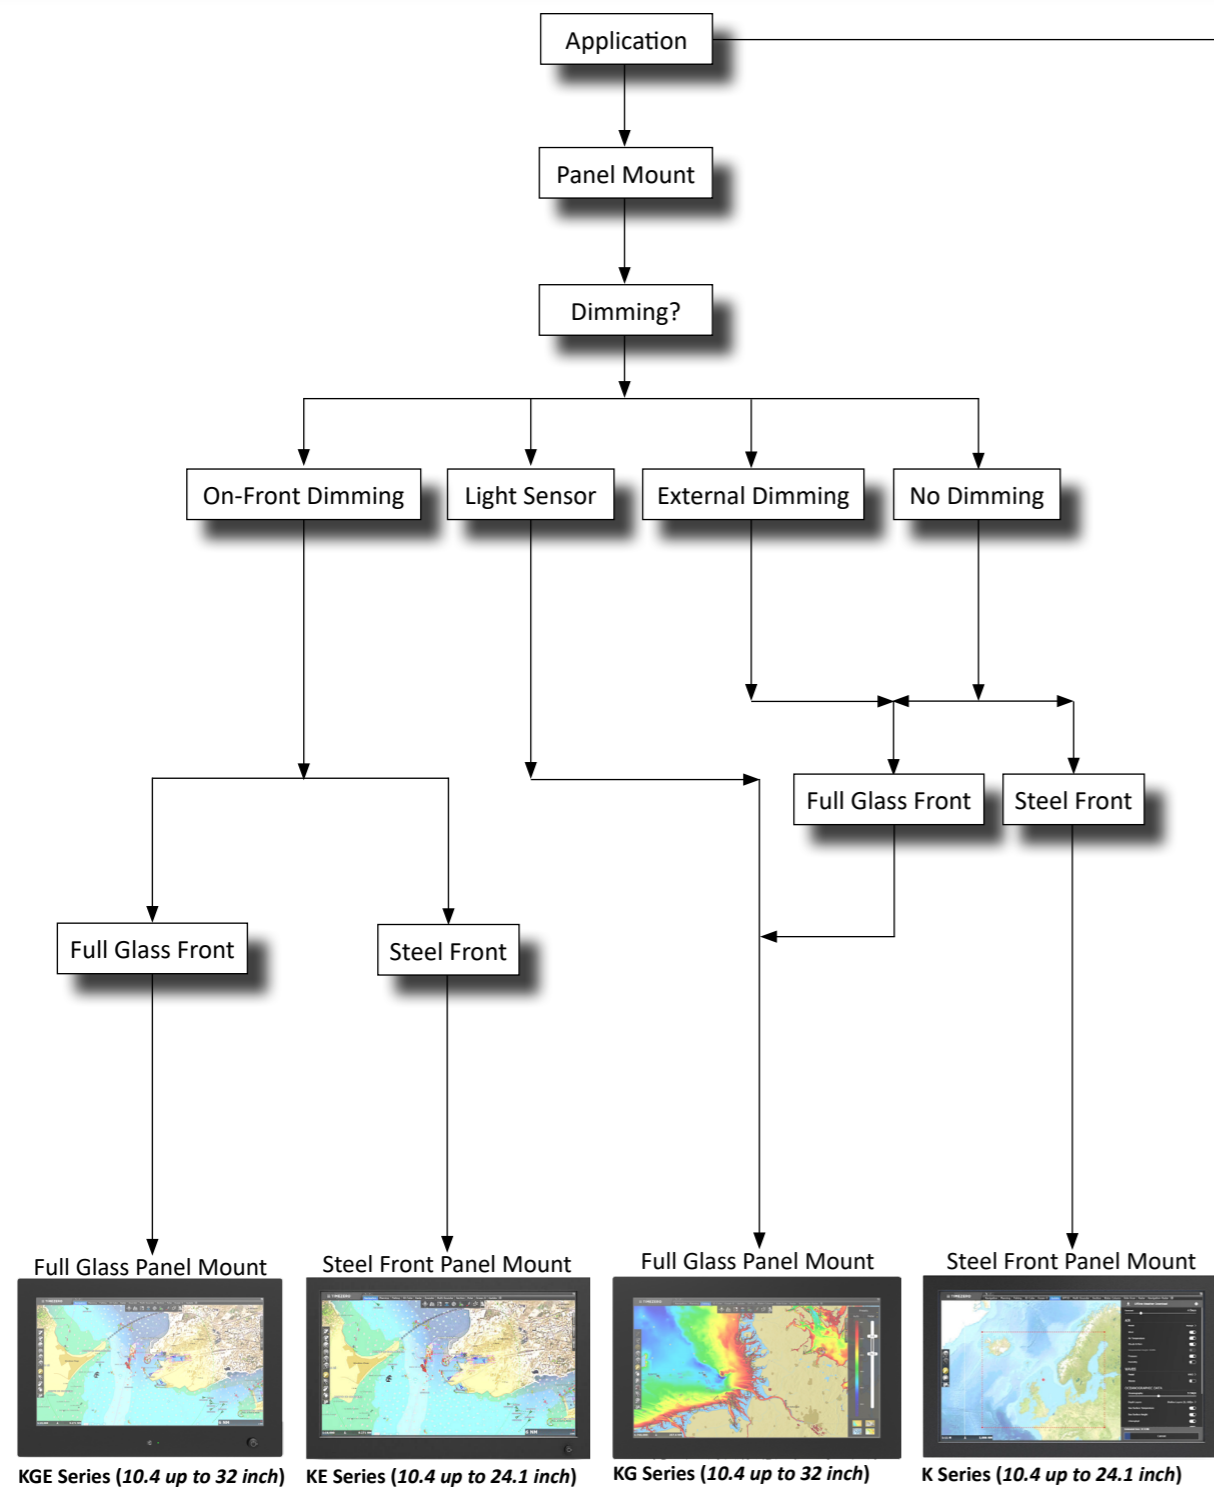 Application
Panel Mount
Dimming?
On-Front Dimming
Light Sensor
External Dimming
No Dimming
Full Glass Front
Steel Front
Full Glass Front
Steel Front
Full Glass Panel Mount
Steel Front Panel Mount
Full Glass Panel Mount
Steel Front Panel Mount
KGE Series (10.4 up to 32 inch)
KE Series (10.4 up to 24.1 inch)
KG Series (10.4 up to 32 inch)
K Series (10.4 up to 24.1 inch)